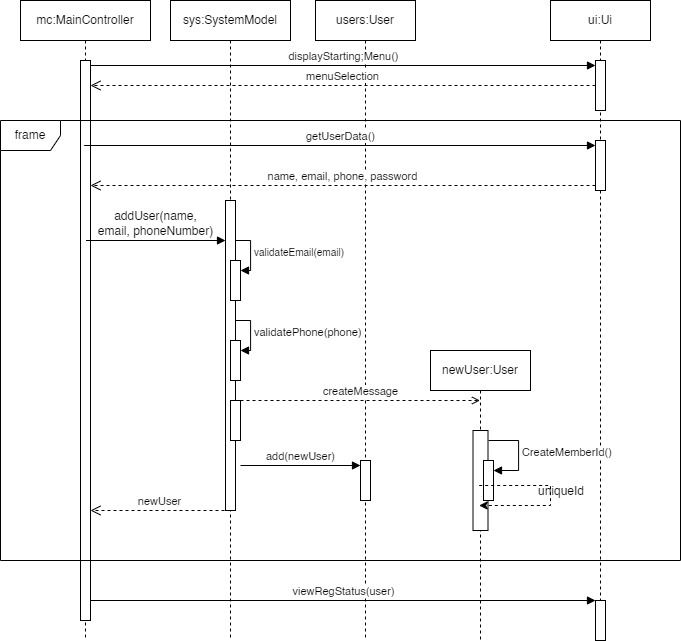 mc:MainController
sys:SystemModel
users:User
ui:Ui
displayStarting;Menu()
menuSelection
frame
getUserData()
name, email, phone, password
addUser(name,
email, phoneNumber)
validateEmail(email)
validatePhone(phone)
newUser:User
createMessage
CreateMemberId()
add(newUser)
uniqueId
newUser
viewRegStatus(user)